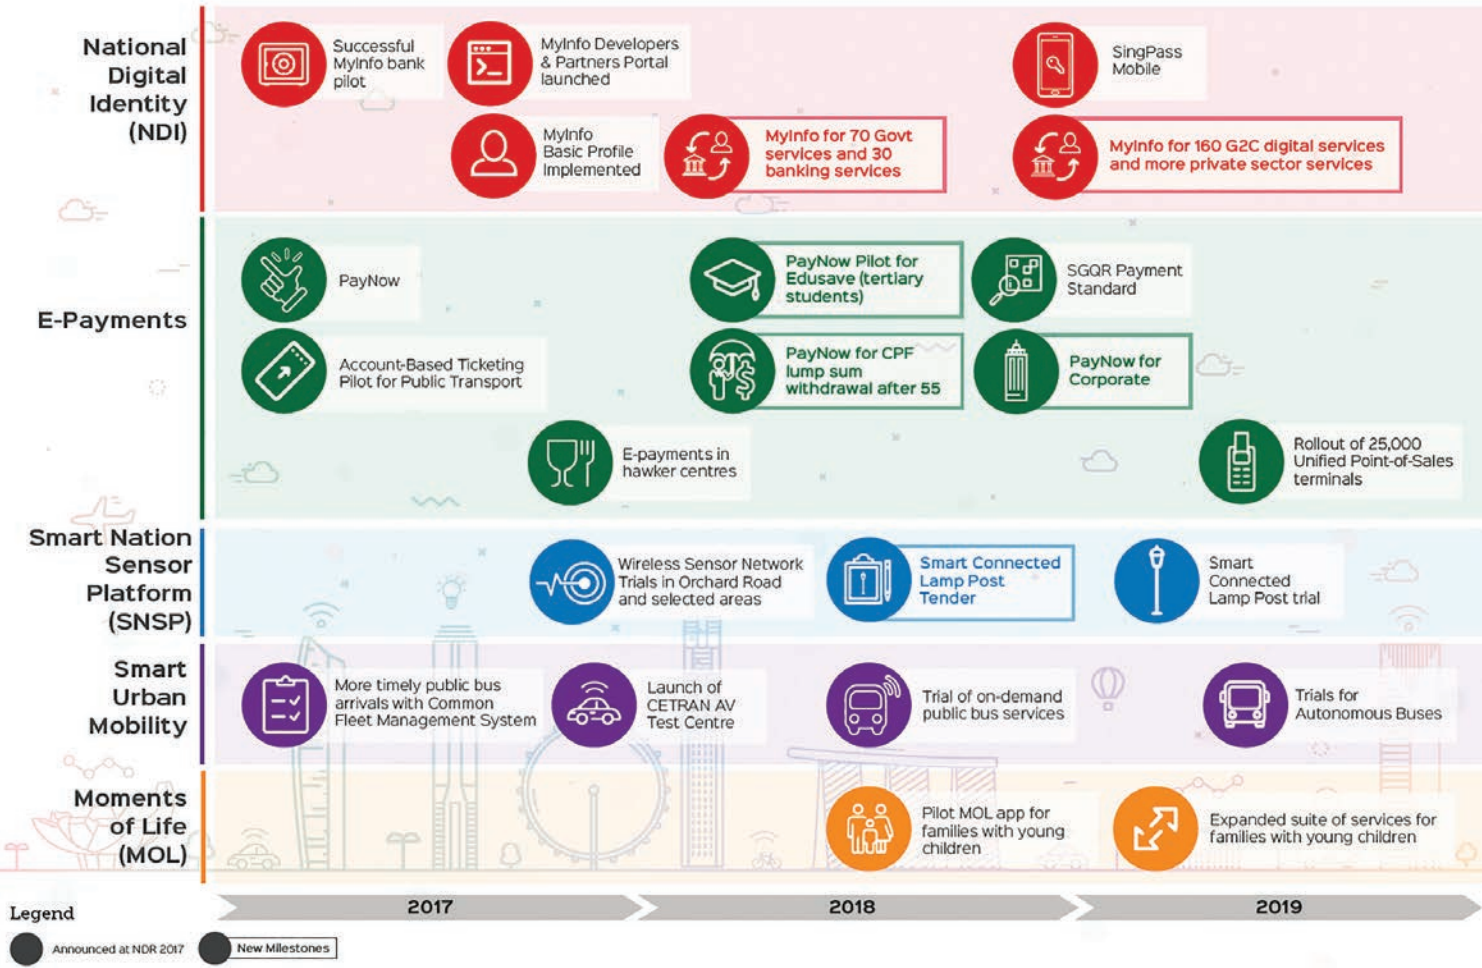 National
Digital
Identity
(NDI)
Successful
MyInfo bank
pilot
MyInfo Developers
& Partners Portal
launched
SingPass
Mobile
MyInfo
Basic Profile
Implemented
MyInfo for 70 Govt
services and 30
banking services
MyInfo for 160 G2C digital services
and more private sector services
E-Payments
PayNow
PayNow Pilot for
Edusave (tertiary
students)
SGQR Payment
Standard
Account-Based Ticketing
Pilot for Public Transport
PayNow for CPF
lump sum
withdrawal after 55
PayNow for
Corporate
E-payments in
hawker centres
Rollout of 25,000
Unified Point-of-Sales
terminals
Smart Nation
Sensor
Platform
(SNSP)
Wireless Sensor Network
Trials in Orchard Road
and selected areas
Smart Connected
Lamp Post
Tender
Smart
Connected
Lamp Post trial
Smart
Urban
Mobility
More timely public bus
arrivals with Common
Fleet Management System
Launch of
CETRAN AV
Test Centre
Trial of on-demand
public bus services
Trials for
Autonomous Buses
Moments
of Life
(MOL)
Pilot MOL app for
families with young
children
Expanded suite of services for
families with young children
2017
2018
2019
Legend
Announced at NDR 2017
New Milestones